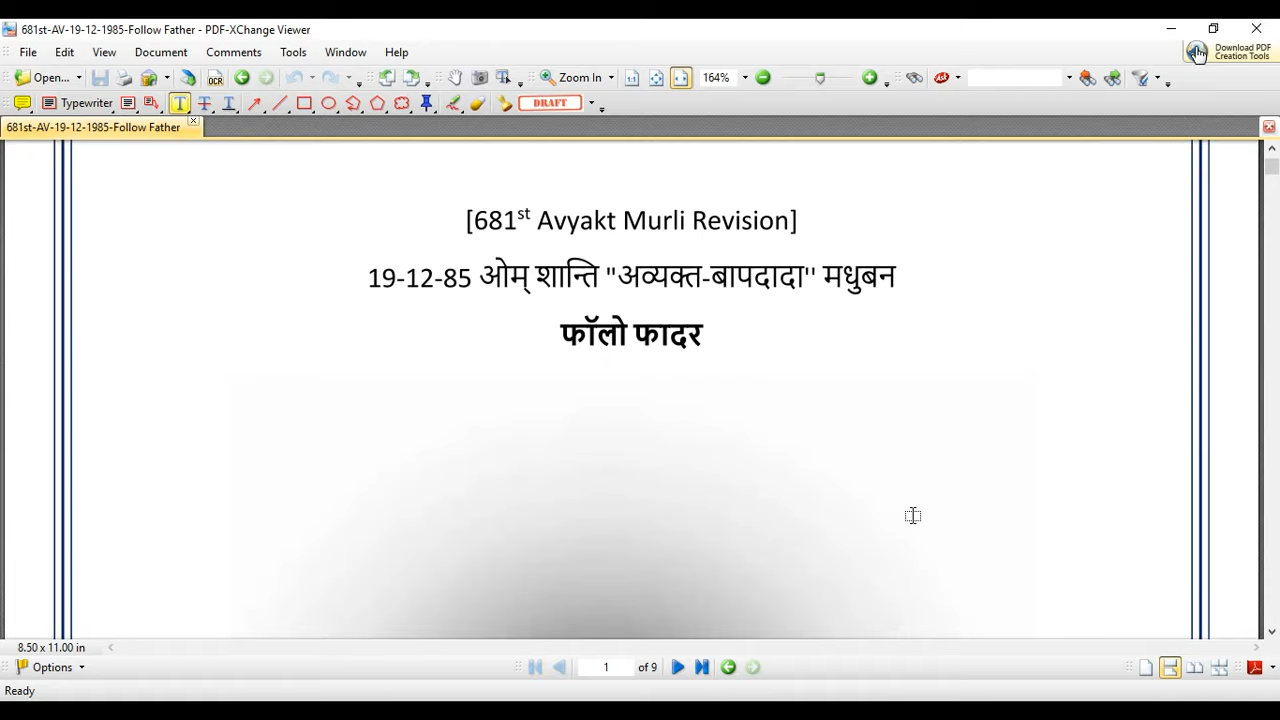 681st-AV-19-12-1985-Follow Father - PDF-XChange Viewer
File Edit View Document Comments Tools Window Help
Download PDF
Creation Tools
Open... OCR Zoom In 164%
Typewriter DRAFT
681st-AV-19-12-1985-Follow Father
[681st Avyakt Murli Revision]
19-12-85 ओम् शान्ति "अव्यक्त-बापदादा'' मधुबन
फॉलो फादर
8.50 x 11.00 in
Options 1 of 9
Ready